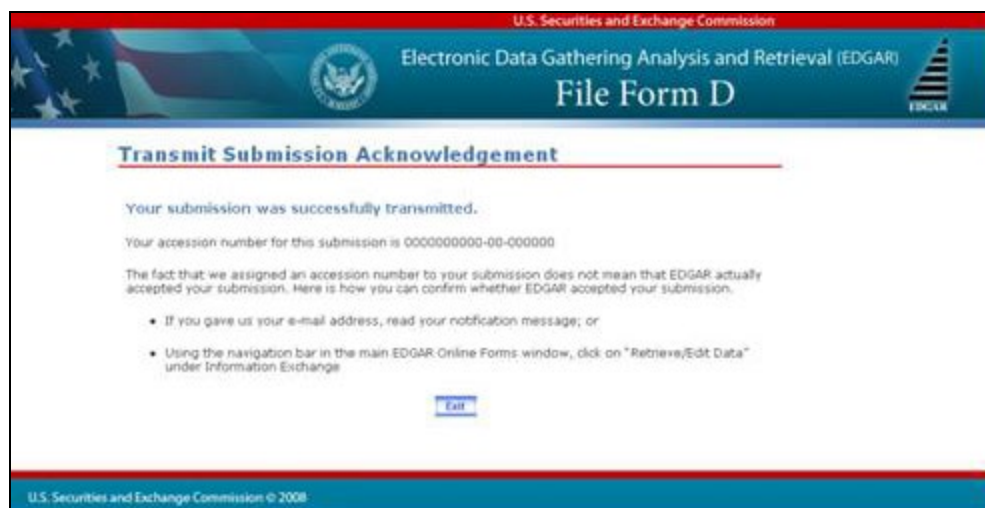 U.S. Securities and Exchange Commission
Electronic Data Gathering Analysis and Retrieval (EDGAR)
File Form D
EDGAR
Transmit Submission Acknowledgement
Your submission was successfully transmitted.
Your accession number for this submission is 0000000000-00-000000
The fact that we assigned an accession number to your submission does not mean that EDGAR actually
accepted your submission. Here is how you can confirm whether EDGAR accepted your submission.
• If you gave us your e-mail address, read your notification message; or
• Using the navigation bar in the main EDGAR Online Forms window, click on "Retrieve/Edit Data"
under Information Exchange
Exit
U.S. Securities and Exchange Commission © 2008